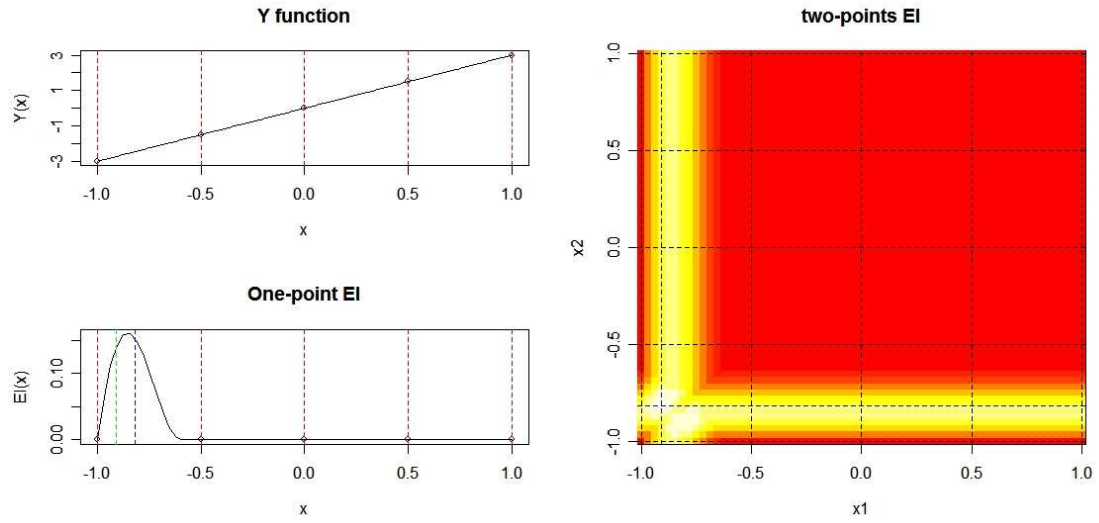 Y function
Y(x)
3
1
-1
-3
-1.0 -0.5 0.0 0.5 1.0
x
One-point EI
EI(x)
0.10
0.00
-1.0 -0.5 0.0 0.5 1.0
x
two-points EI
x2
1.0
0.5
0.0
-0.5
-1.0
-1.0 -0.5 0.0 0.5 1.0
x1